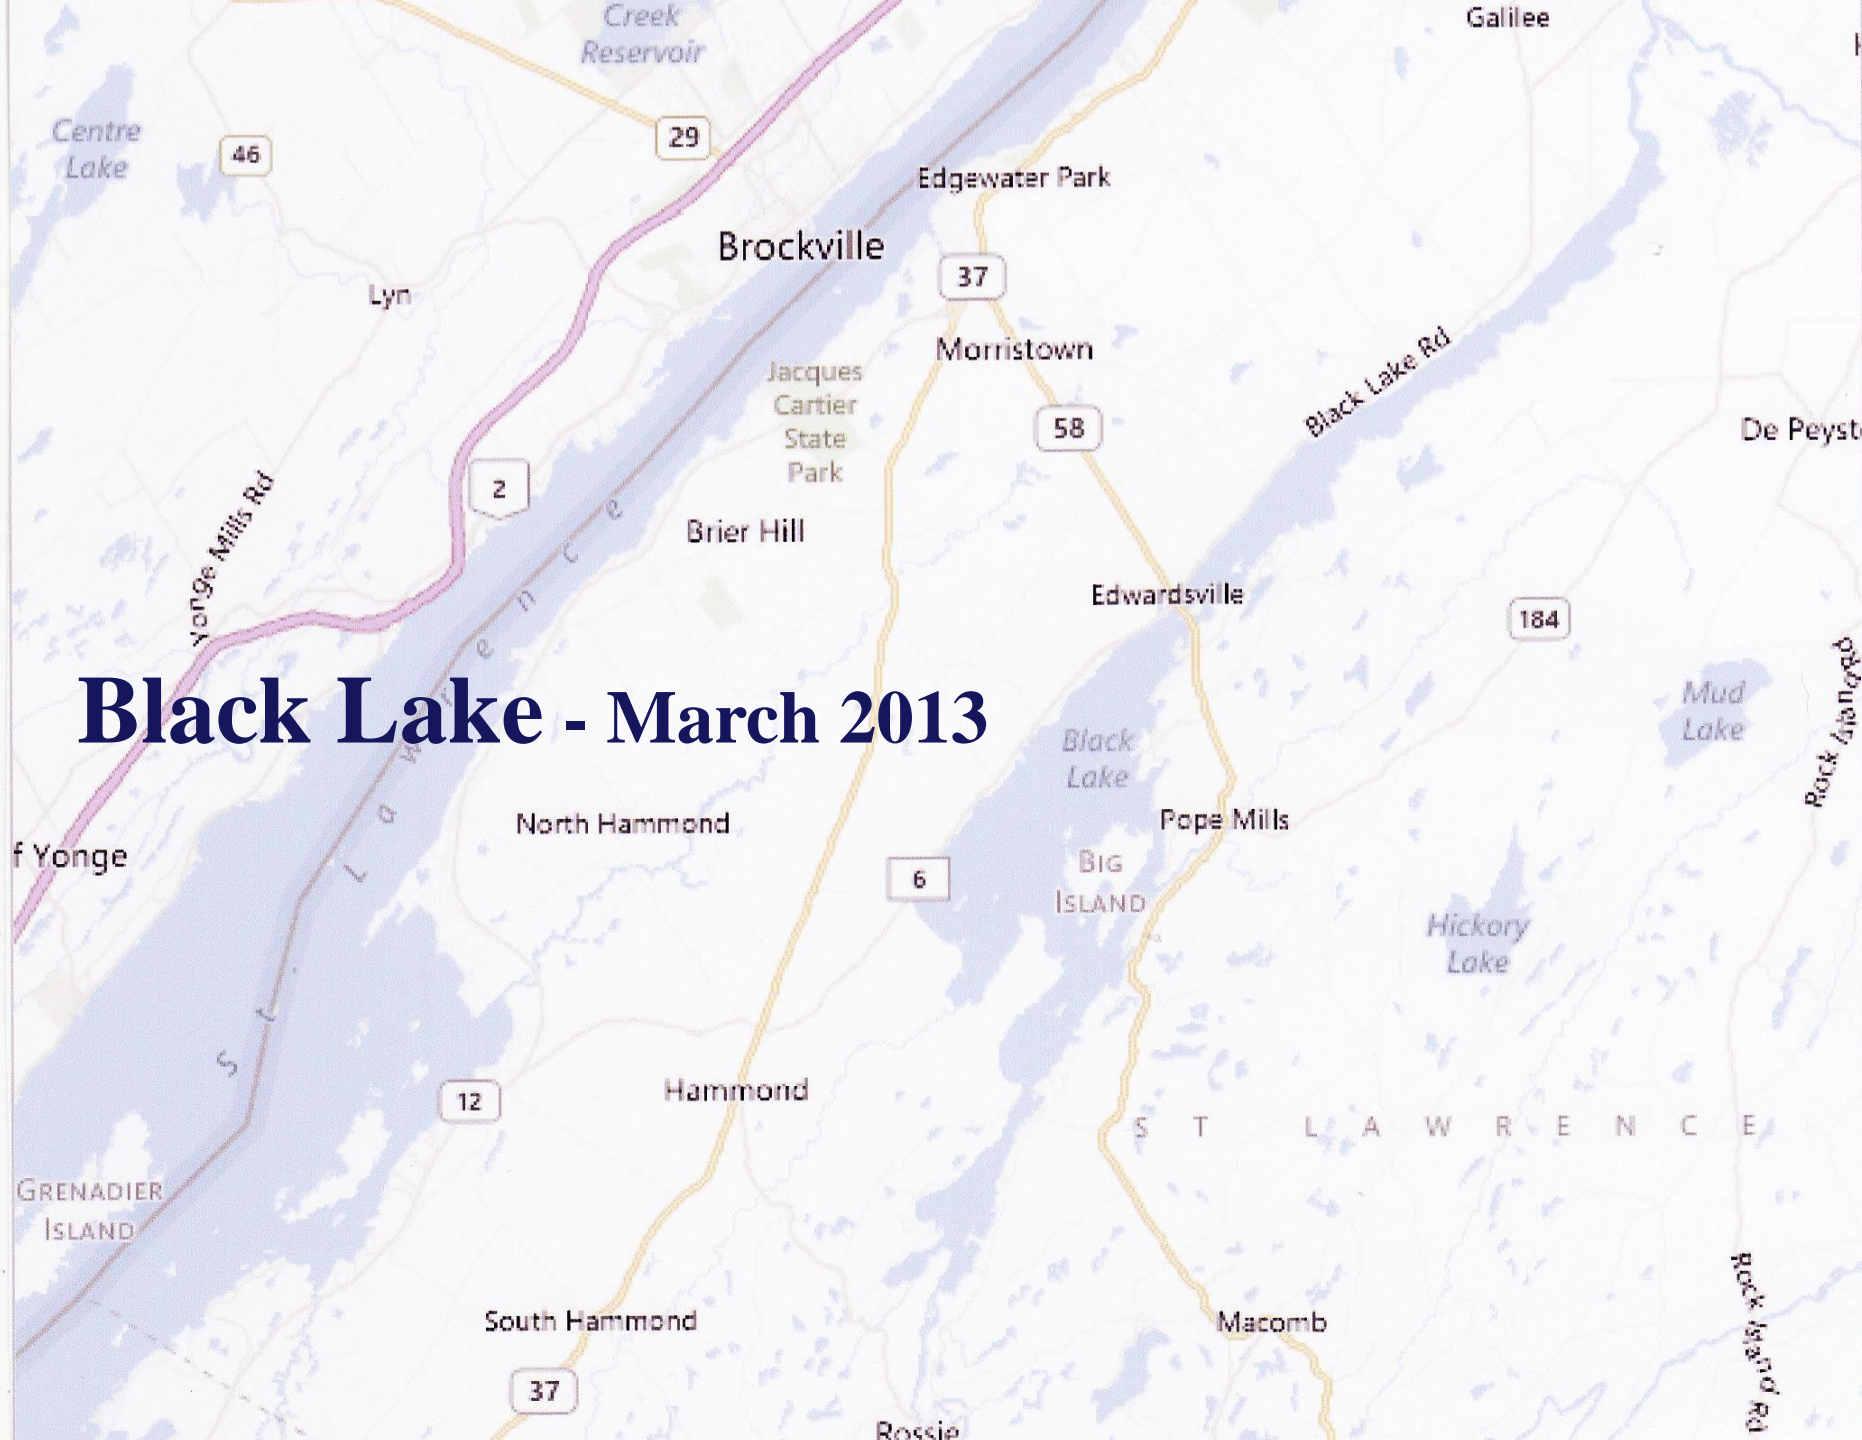 Creek
Reservoir
Galilee
Centre
Lake
46
29
Edgewater Park
Brockville
37
Lyn
Morristown
Jacques
Cartier
State
Park
Black Lake Rd
58
De Peyst
2
Yonge Mills Rd
Brier Hill
Edwardsville
184
Rock Island Rd
Mud
Lake
Black Lake - March 2013
Black
Lake
St. Lawrence
North Hammond
Pope Mills
f Yonge
6
BIG
ISLAND
Hickory
Lake
Hammond
12
ST LAWRENCE
GRENADIER
ISLAND
South Hammond
Macomb
Rock Island Rd
37
Rossie